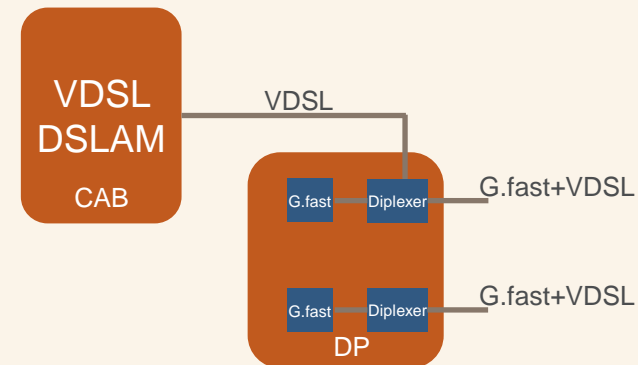 VDSL
DSLAM
CAB
VDSL
G.fast
Diplexer
G.fast+VDSL
G.fast
Diplexer
G.fast+VDSL
DP